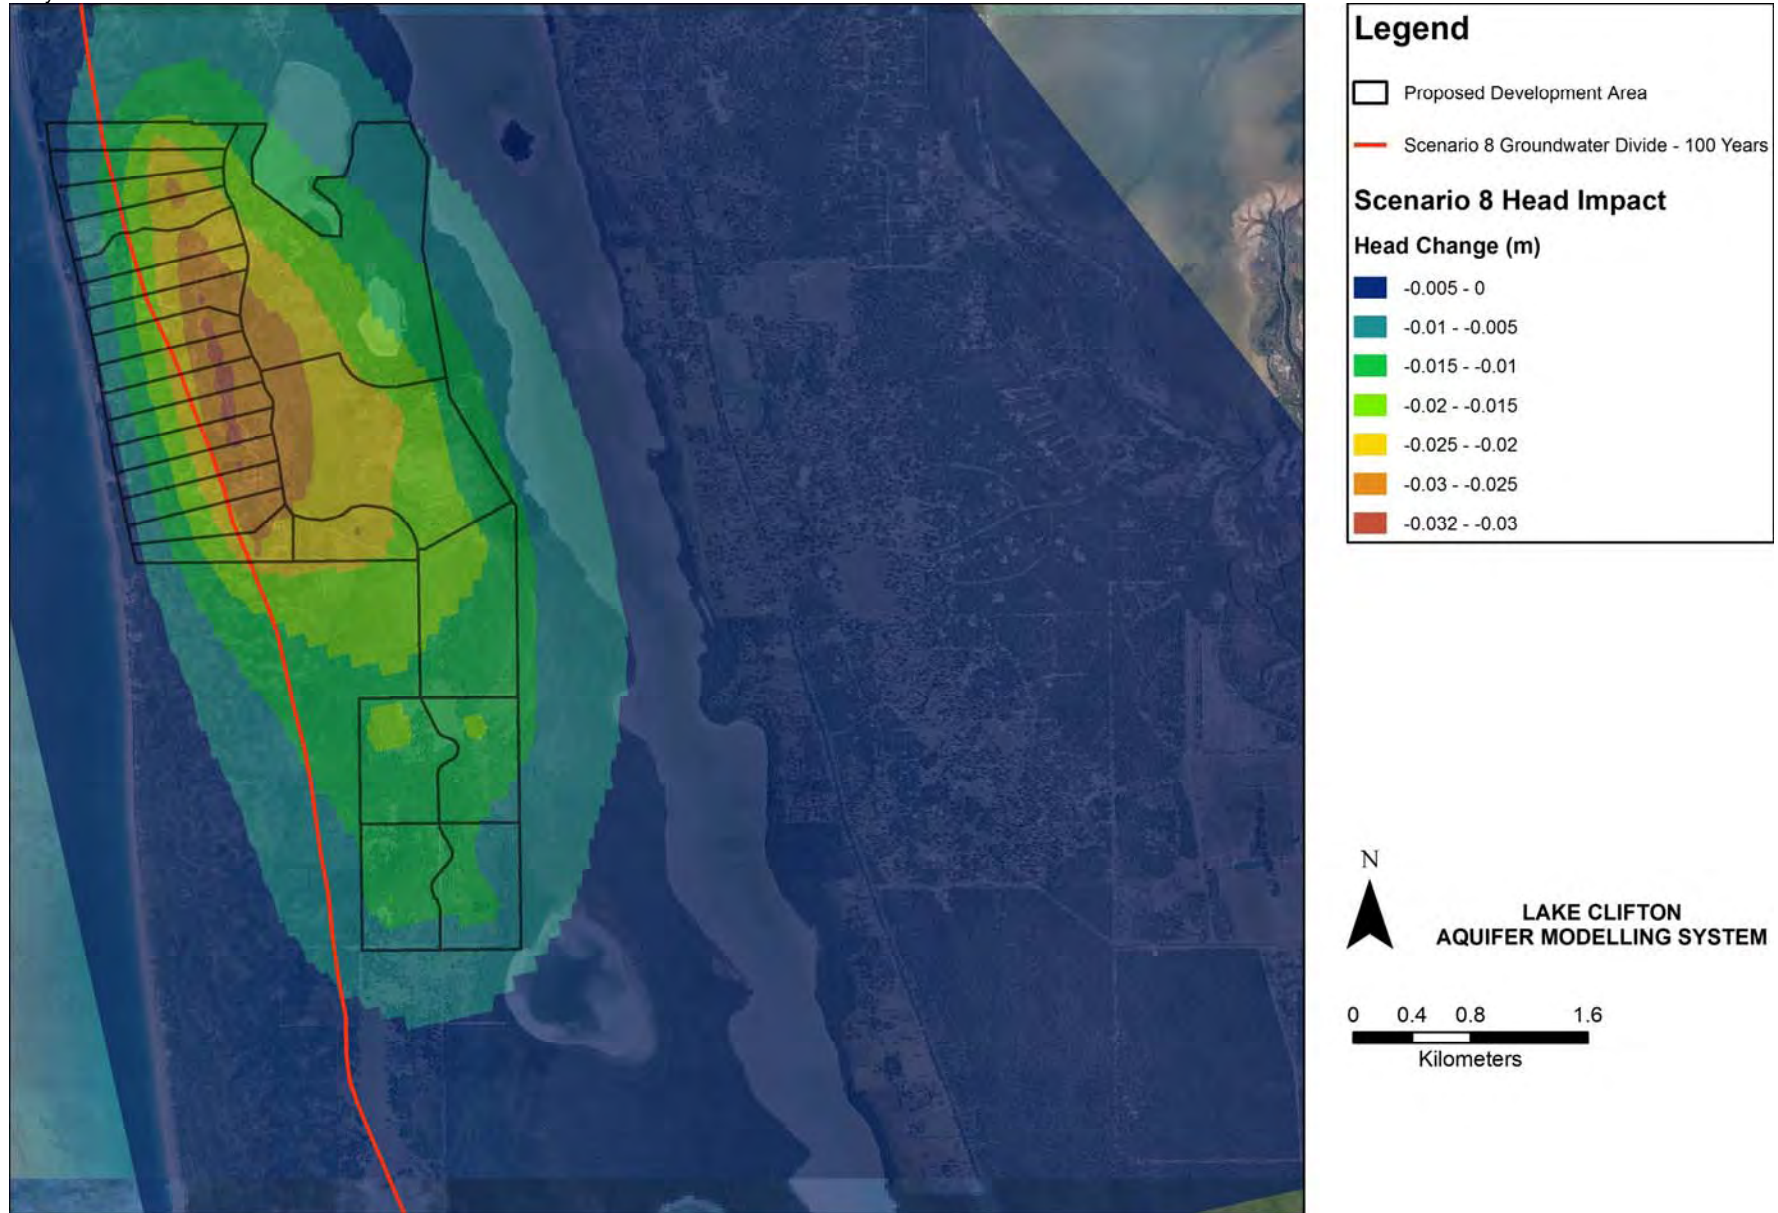 Legend
Proposed Development Area
Scenario 8 Groundwater Divide - 100 Years
Scenario 8 Head Impact
Head Change (m)
-0.005 - 0
-0.01 - -0.005
-0.015 - -0.01
-0.02 - -0.015
-0.025 - -0.02
-0.03 - -0.025
-0.032 - -0.03
N
LAKE CLIFTON
AQUIFER MODELLING SYSTEM
0 0.4 0.8 1.6
Kilometers